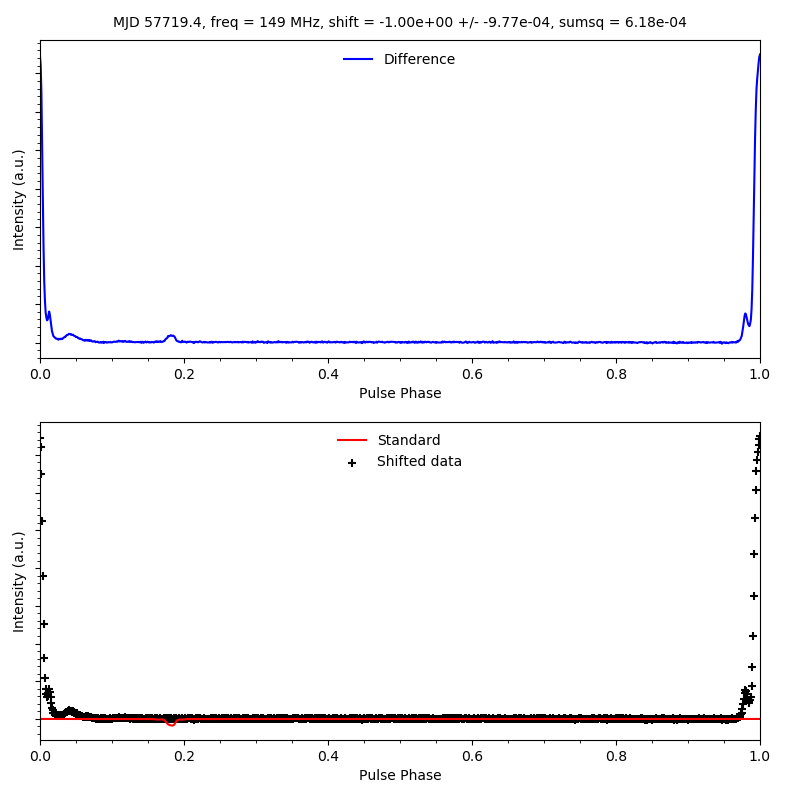 MJD 57719.4, freq = 149 MHz, shift = -1.00e+00 +/- -9.77e-04, sumsq = 6.18e-04
Difference
Intensity (a.u.)
0.0 0.2 0.4 0.6 0.8 1.0
Pulse Phase
Standard
Shifted data
Intensity (a.u.)
0.0 0.2 0.4 0.6 0.8 1.0
Pulse Phase